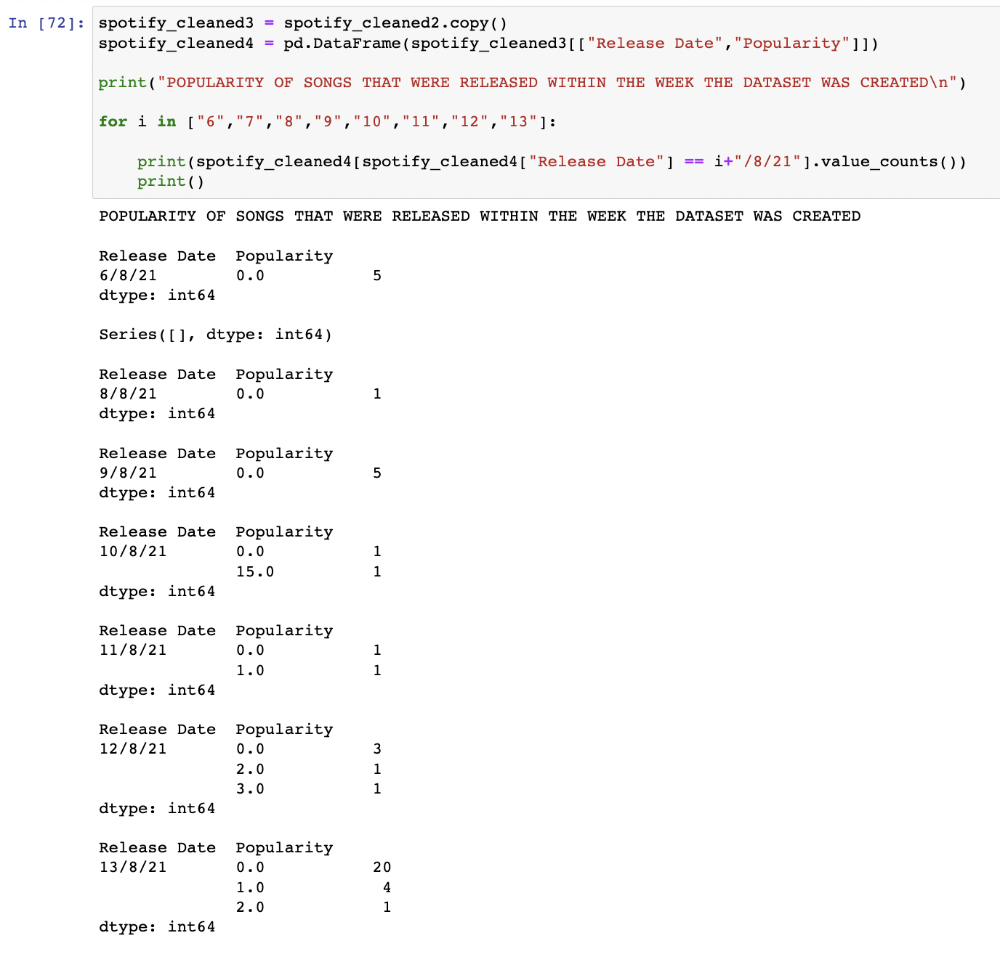 In [72]: spotify_cleaned3 = spotify_cleaned2.copy()
spotify_cleaned4 = pd.DataFrame(spotify_cleaned3[["Release Date","Popularity"]])
print("POPULARITY OF SONGS THAT WERE RELEASED WITHIN THE WEEK THE DATASET WAS CREATED\n")
for i in ["6","7","8","9","10","11","12","13"]:
print(spotify_cleaned4[spotify_cleaned4["Release Date"] == i+"/8/21"].value_counts())
print()
POPULARITY OF SONGS THAT WERE RELEASED WITHIN THE WEEK THE DATASET WAS CREATED
Release Date  Popularity
6/8/21        0.0           5
dtype: int64
Series([], dtype: int64)
Release Date  Popularity
8/8/21        0.0           1
dtype: int64
Release Date  Popularity
9/8/21        0.0           5
dtype: int64
Release Date  Popularity
10/8/21       0.0           1
15.0          1
dtype: int64
Release Date  Popularity
11/8/21       0.0           1
1.0           1
dtype: int64
Release Date  Popularity
12/8/21       0.0           3
2.0           1
3.0           1
dtype: int64
Release Date  Popularity
13/8/21       0.0           20
1.0            4
2.0            1
dtype: int64